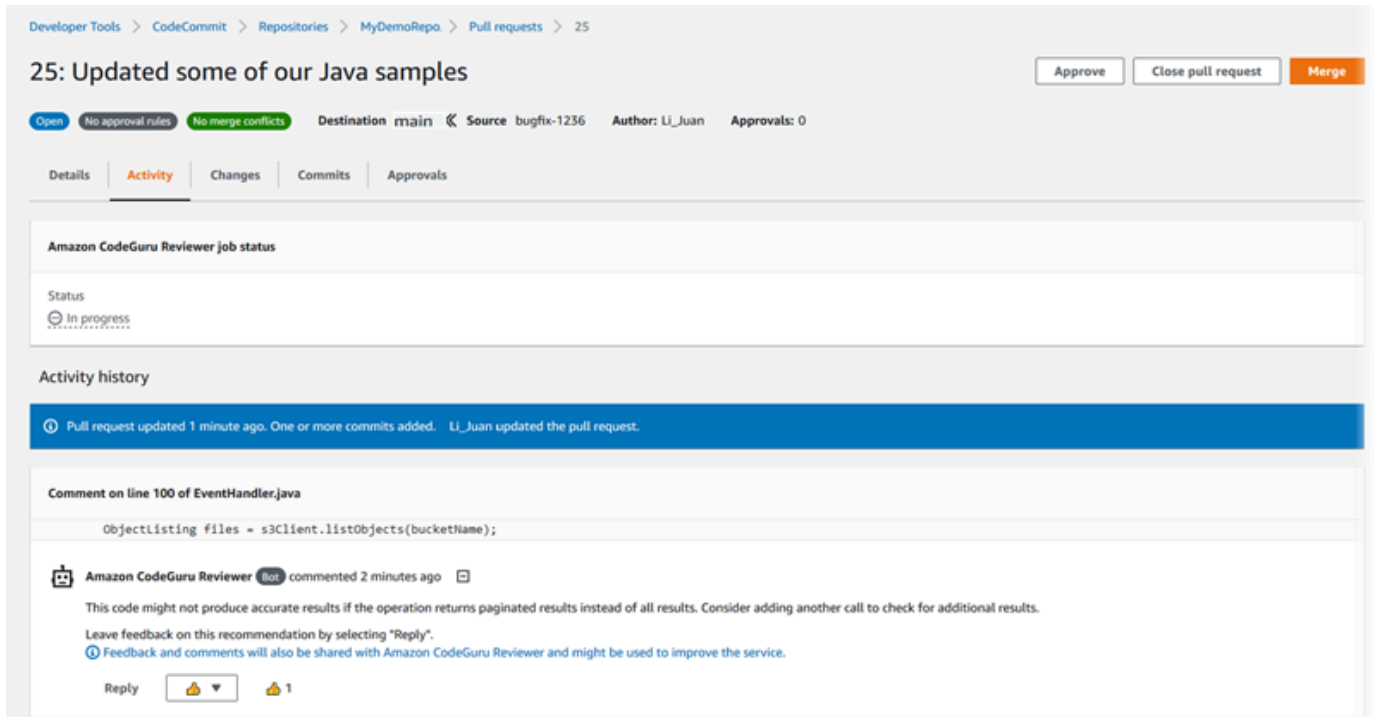 Developer Tools > CodeCommit > Repositories > MyDemoRepo. > Pull requests > 25
25: Updated some of our Java samples
Approve Close pull request Merge
Open No approval rules No merge conflicts Destination main Source bugfix-1236 Author: Li_Juan Approvals: 0
Details Activity Changes Commits Approvals
Amazon CodeGuru Reviewer job status
Status
In progress
Activity history
Pull request updated 1 minute ago. One or more commits added. Li_Juan updated the pull request.
Comment on line 100 of EventHandler.java
ObjectListing files = s3Client.listObjects(bucketName);
Amazon CodeGuru Reviewer Bot commented 2 minutes ago
This code might not produce accurate results if the operation returns paginated results instead of all results. Consider adding another call to check for additional results.
Leave feedback on this recommendation by selecting "Reply".
Feedback and comments will also be shared with Amazon CodeGuru Reviewer and might be used to improve the service.
Reply 👍 ▼ 👍 1